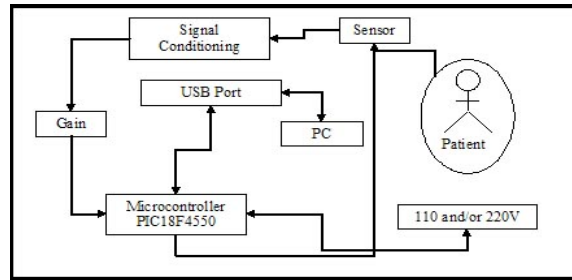 Signal
Conditioning
Sensor
USB Port
Gain
PC
Patient
Microcontroller
PIC18F4550
110 and/or 220V